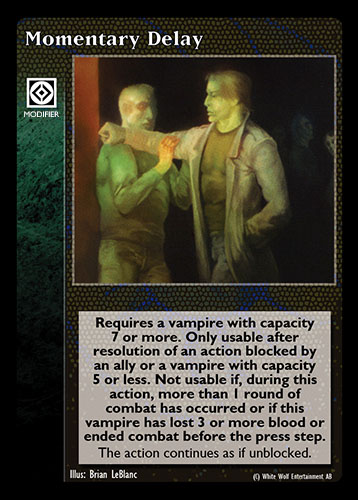 Momentary Delay
MODIFIER
Requires a vampire with capacity
7 or more. Only usable after
resolution of an action blocked by
an ally or a vampire with capacity
5 or less. Not usable if, during this
action, more than 1 round of
combat has occurred or if this
vampire has lost 3 or more blood or
ended combat before the press step.
The action continues as if unblocked.
Illus: Brian LeBlanc
(C) White Wolf Entertainment AB